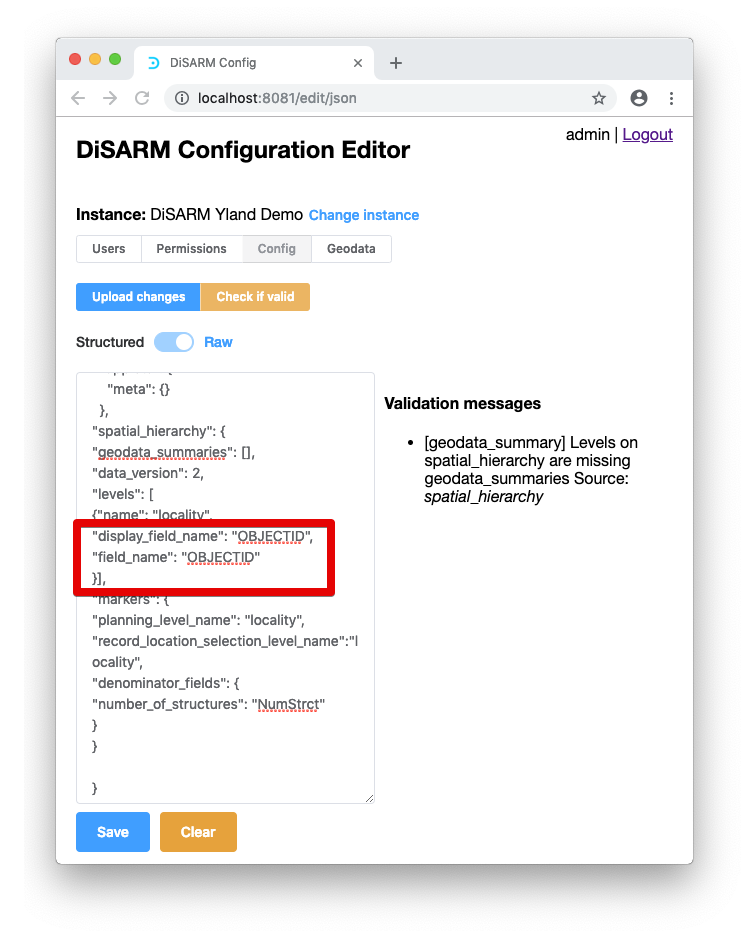 DiSARM Config
localhost:8081/edit/json
admin | Logout
DiSARM Configuration Editor
Instance: DiSARM Yland Demo Change instance
Users Permissions Config Geodata
Upload changes Check if valid
Structured Raw
"meta": {}
},
"spatial_hierarchy": {
"geodata_summaries": [],
"data_version": 2,
"levels": [
{"name": "locality",
"display_field_name": "OBJECTID",
"field_name": "OBJECTID"
}],
"markers": {
"planning_level_name": "locality",
"record_location_selection_level_name":"l
ocality",
"denominator_fields": {
"number_of_structures": "NumStrct"
}
}
}
Validation messages
• [geodata_summary] Levels on
spatial_hierarchy are missing
geodata_summaries Source:
spatial_hierarchy
Save Clear